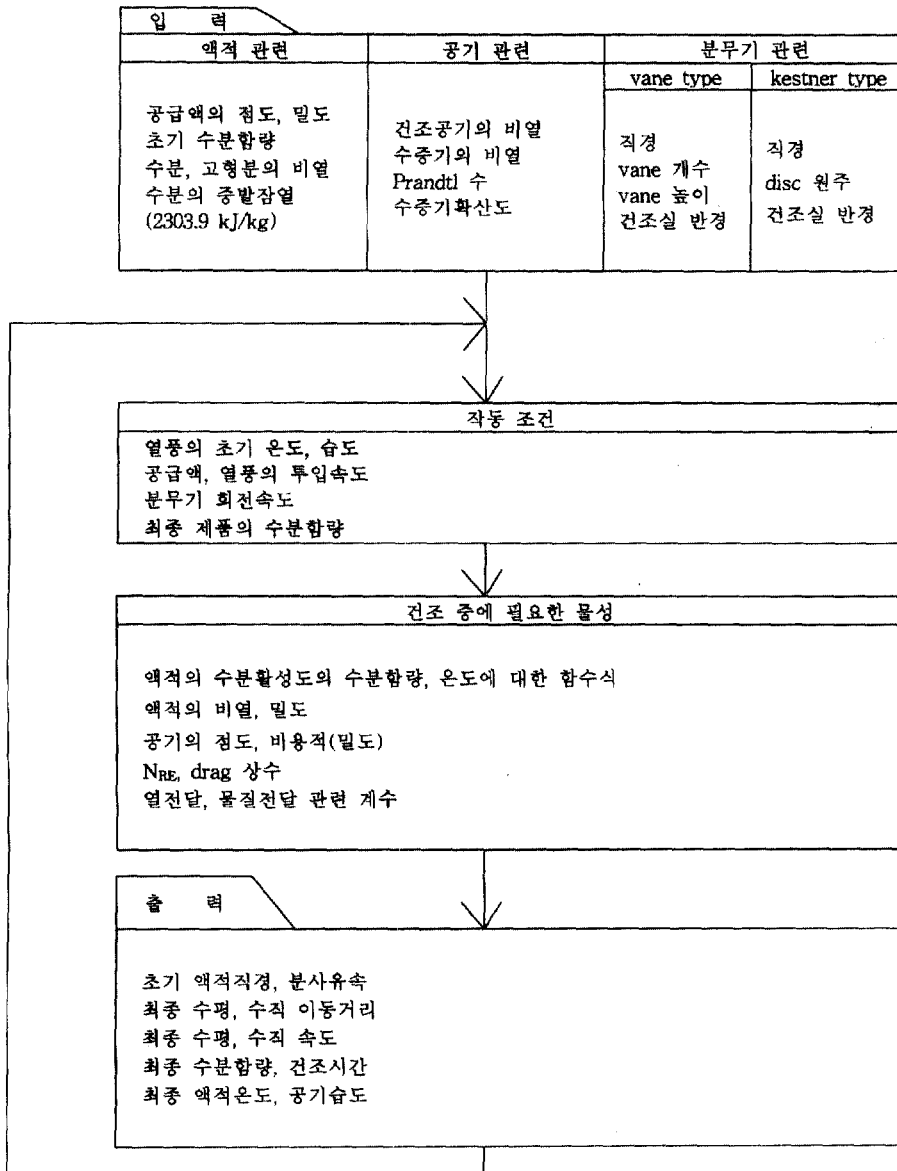 입 력
액적 관련
공기 관련
분무기 관련
vane type
kestner type
공급액의 점도, 밀도
초기 수분함량
수분, 고형분의 비열
수분의 증발잠열
(2303.9 kJ/kg)
건조공기의 비열
수증기의 비열
Prandtl 수
수증기확산도
직경
vane 개수
vane 높이
건조실 반경
직경
disc 원주
건조실 반경
작동 조건
열풍의 초기 온도, 습도
공급액, 열풍의 투입속도
분무기 회전속도
최종 제품의 수분함량
건조 중에 필요한 물성
액적의 수분활성도의 수분함량, 온도에 대한 함수식
액적의 비열, 밀도
공기의 점도, 비용적(밀도)
NRE, drag 상수
열전달, 물질전달 관련 계수
출 력
초기 액적직경, 분사유속
최종 수평, 수직 이동거리
최종 수평, 수직 속도
최종 수분함량, 건조시간
최종 액적온도, 공기습도